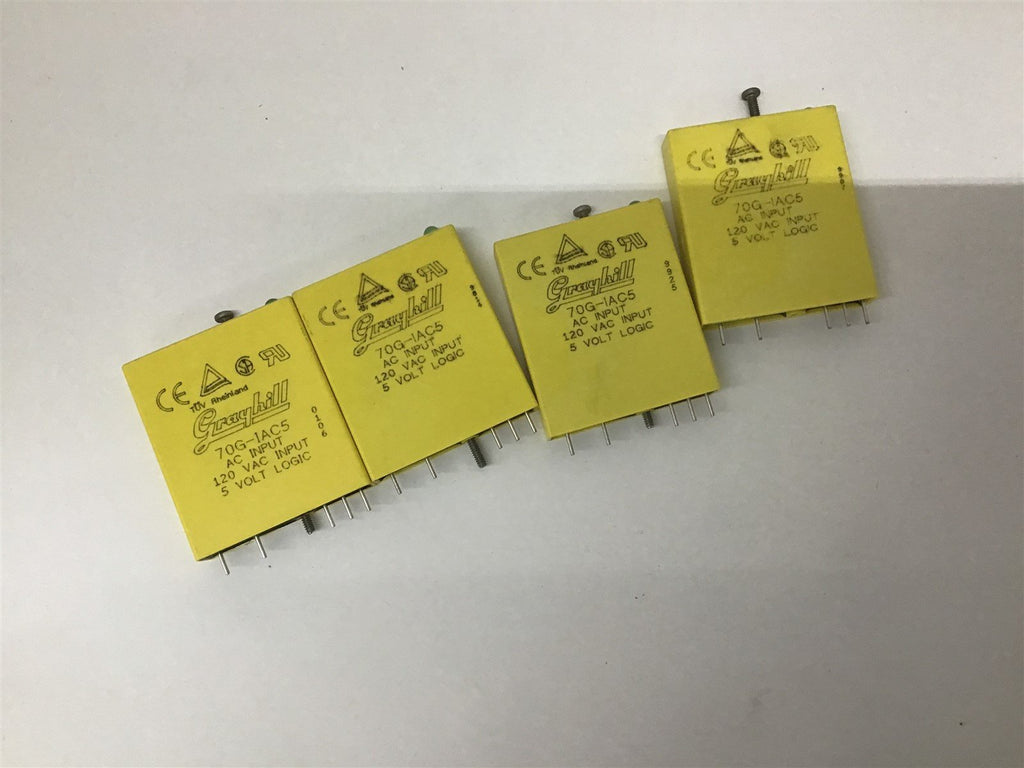 CE TÜV Rheinland
Grayhill
70G-IAC5
AC INPUT
120 VAC INPUT
5 VOLT LOGIC
0106
CE
Grayhill
70G-IAC5
AC INPUT
120 VAC INPUT
5 VOLT LOGIC
CE TÜV Rheinland
Grayhill
70G-IAC5
AC INPUT
120 VAC INPUT
5 VOLT LOGIC
9925
CE
Grayhill
70G-IAC5
AC INPUT
120 VAC INPUT
5 VOLT LOGIC